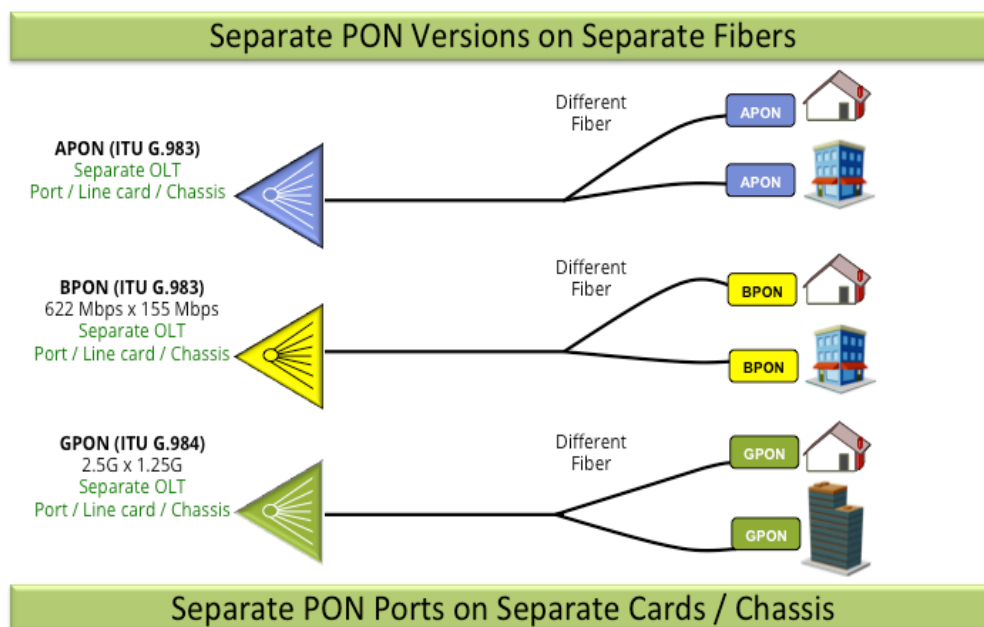 Separate PON Versions on Separate Fibers
APON (ITU G.983)
Separate OLT
Port / Line card / Chassis
Different
Fiber
APON
APON
BPON (ITU G.983)
622 Mbps x 155 Mbps
Separate OLT
Port / Line card / Chassis
Different
Fiber
BPON
BPON
GPON (ITU G.984)
2.5G x 1.25G
Separate OLT
Port / Line card / Chassis
Different
Fiber
GPON
GPON
Separate PON Ports on Separate Cards / Chassis